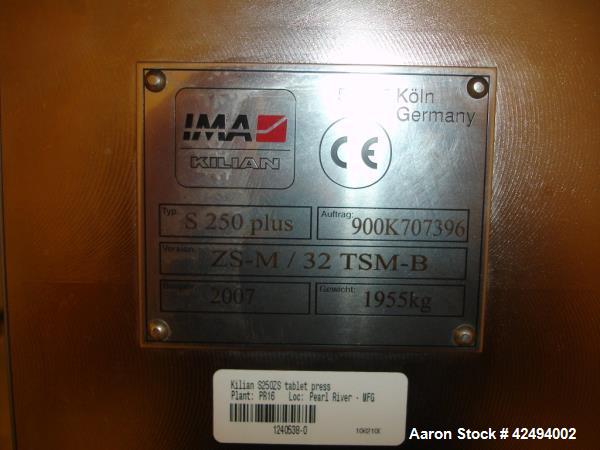 IMA
KILIAN
Köln
Germany
CE
Typ:
S 250 plus
Auftrag:
900K707396
Version:
ZS-M / 32 TSM-B
2007
Gewicht:
1955kg
Kilian S250ZS tablet press
Plant: PR16 Loc: Pearl River - MFG
1240538-0
Aaron Stock # 42494002